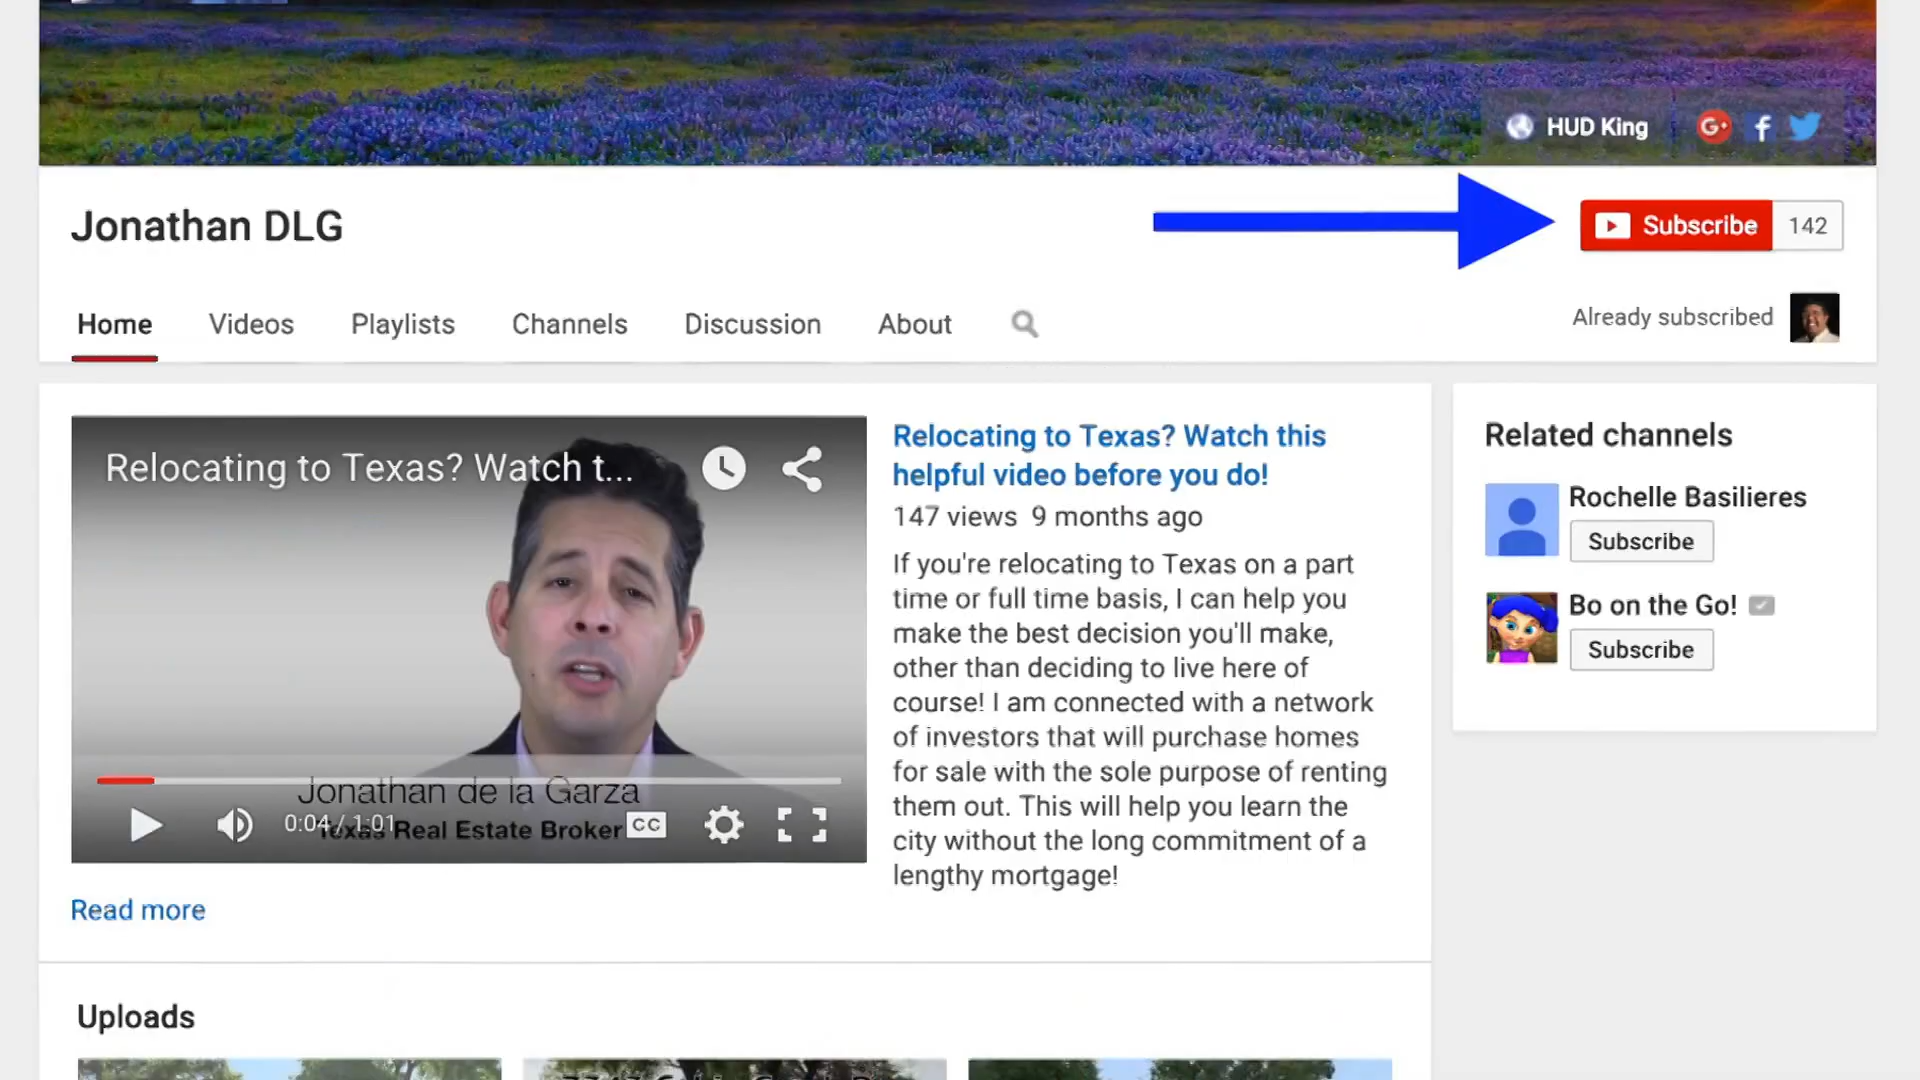 HUD King
G+
Jonathan DLG
Subscribe 142
Home Videos Playlists Channels Discussion About
Already subscribed
Relocating to Texas? Watch t...
Jonathan de la Garza
Texas Real Estate Broker
0:04 / 1:01
CC
Read more
Relocating to Texas? Watch this
helpful video before you do!
147 views 9 months ago
If you're relocating to Texas on a part
time or full time basis, I can help you
make the best decision you'll make,
other than deciding to live here of
course! I am connected with a network
of investors that will purchase homes
for sale with the sole purpose of renting
them out. This will help you learn the
city without the long commitment of a
lengthy mortgage!
Related channels
Rochelle Basilieres
Subscribe
Bo on the Go!
Subscribe
Uploads